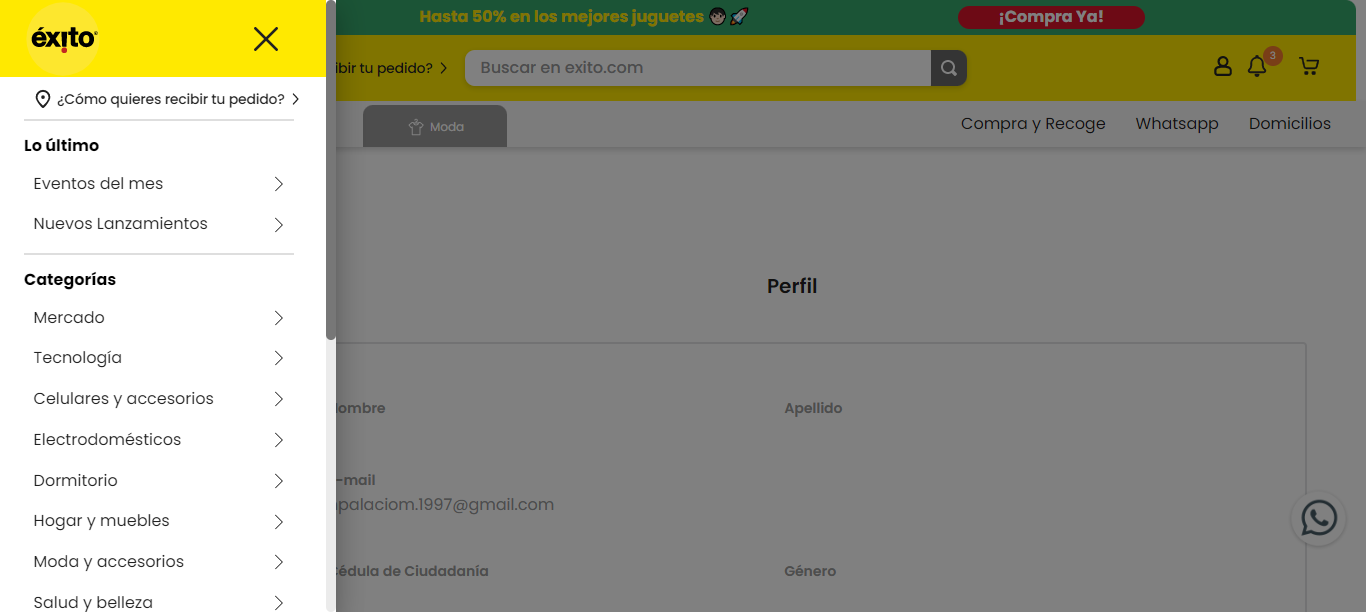 Hasta 50% en los mejores juguetes
¡Compra Ya!
éxito
ibir tu pedido?
Buscar en exito.com
3
¿Cómo quieres recibir tu pedido?
Moda
Compra y Recoge
Whatsapp
Domicilios
Lo último
Eventos del mes
Nuevos Lanzamientos
Categorías
Mercado
Tecnología
Celulares y accesorios
Electrodomésticos
Dormitorio
Hogar y muebles
Moda y accesorios
Salud y belleza
Perfil
ombre
Apellido
-mail
palaciom.1997@gmail.com
Cédula de Ciudadanía
Género